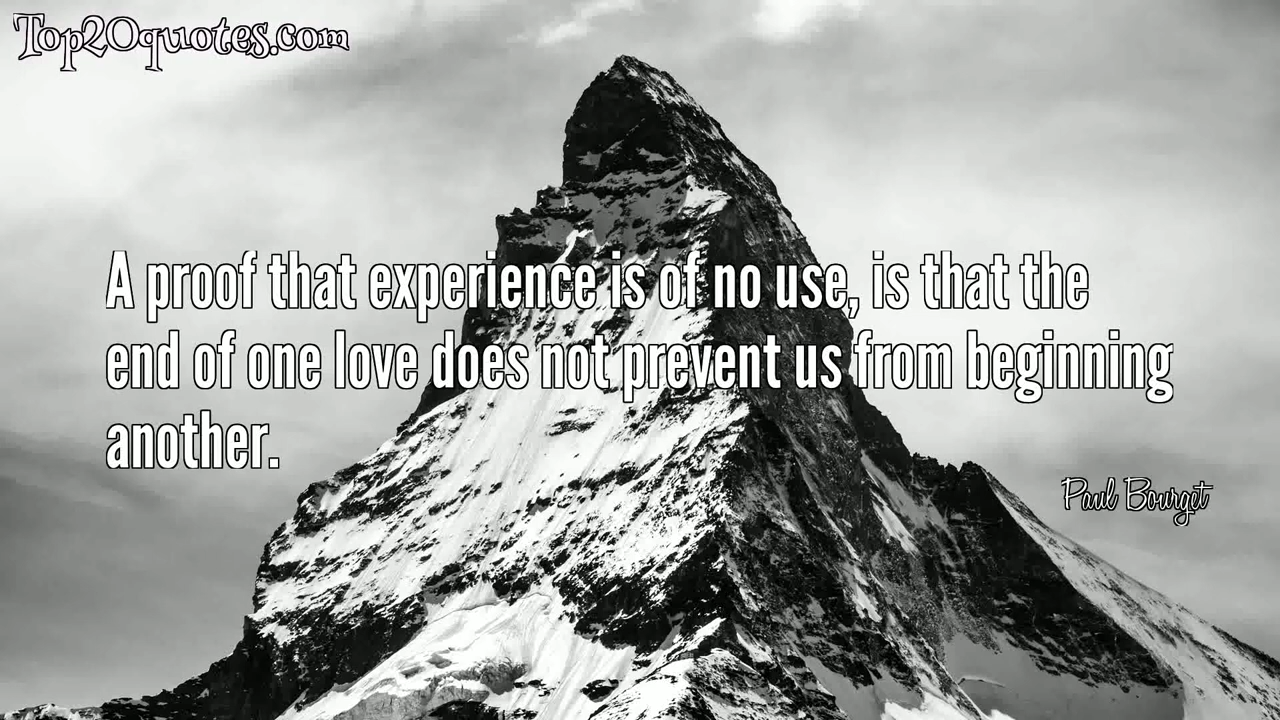 Top20quotes.com
A proof that experience is of no use, is that the
end of one love does not prevent us from beginning
another.
Paul Bourget